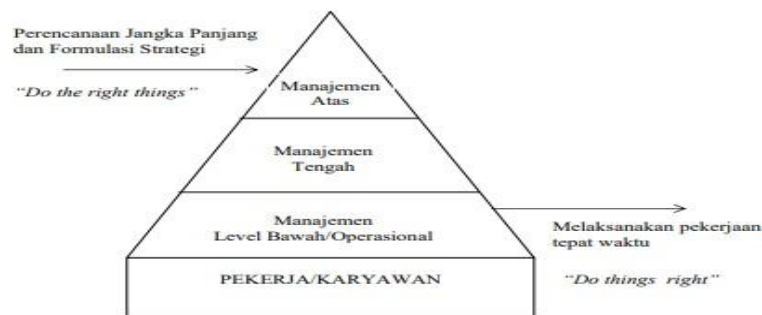 Perencanaan Jangka Panjang
dan Formulasi Strategi
“Do the right things”
Manajemen
Atas
Manajemen
Tengah
Manajemen
Level Bawah/Operasional
Melaksanakan pekerjaan
tepat waktu
PEKERJA/KARYAWAN
“Do things right”